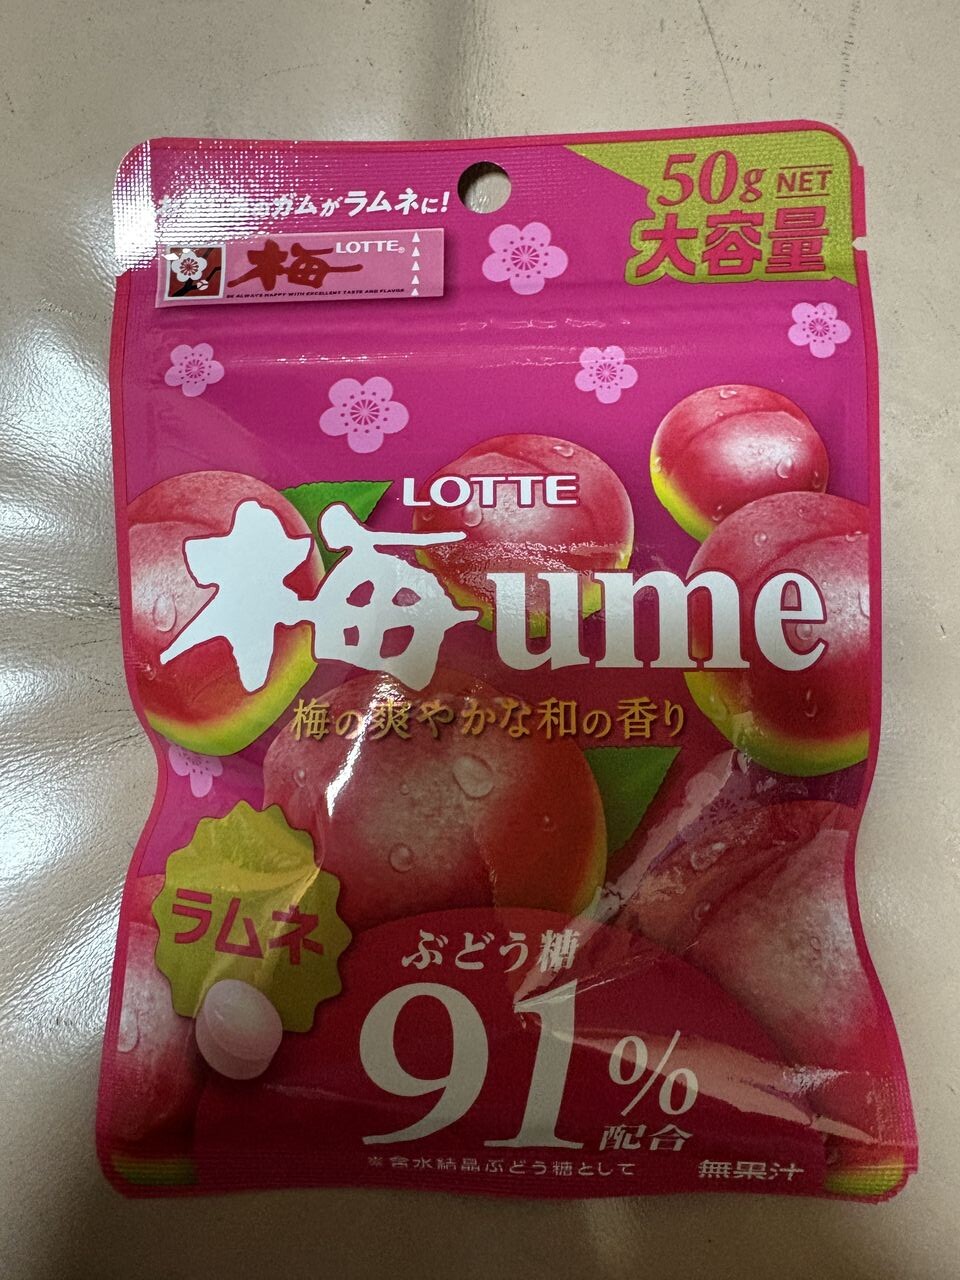 のガムがラムネに!
50g NET
大容量
梅 LOTTE
BE ALWAYS HAPPY WITH EXCELLENT TASTE AND FLAVOR
LOTTE
梅ume
梅の爽やかな和の香り
ラムネ
ぶどう糖
91%
配合
※含水結晶ぶどう糖として
無果汁